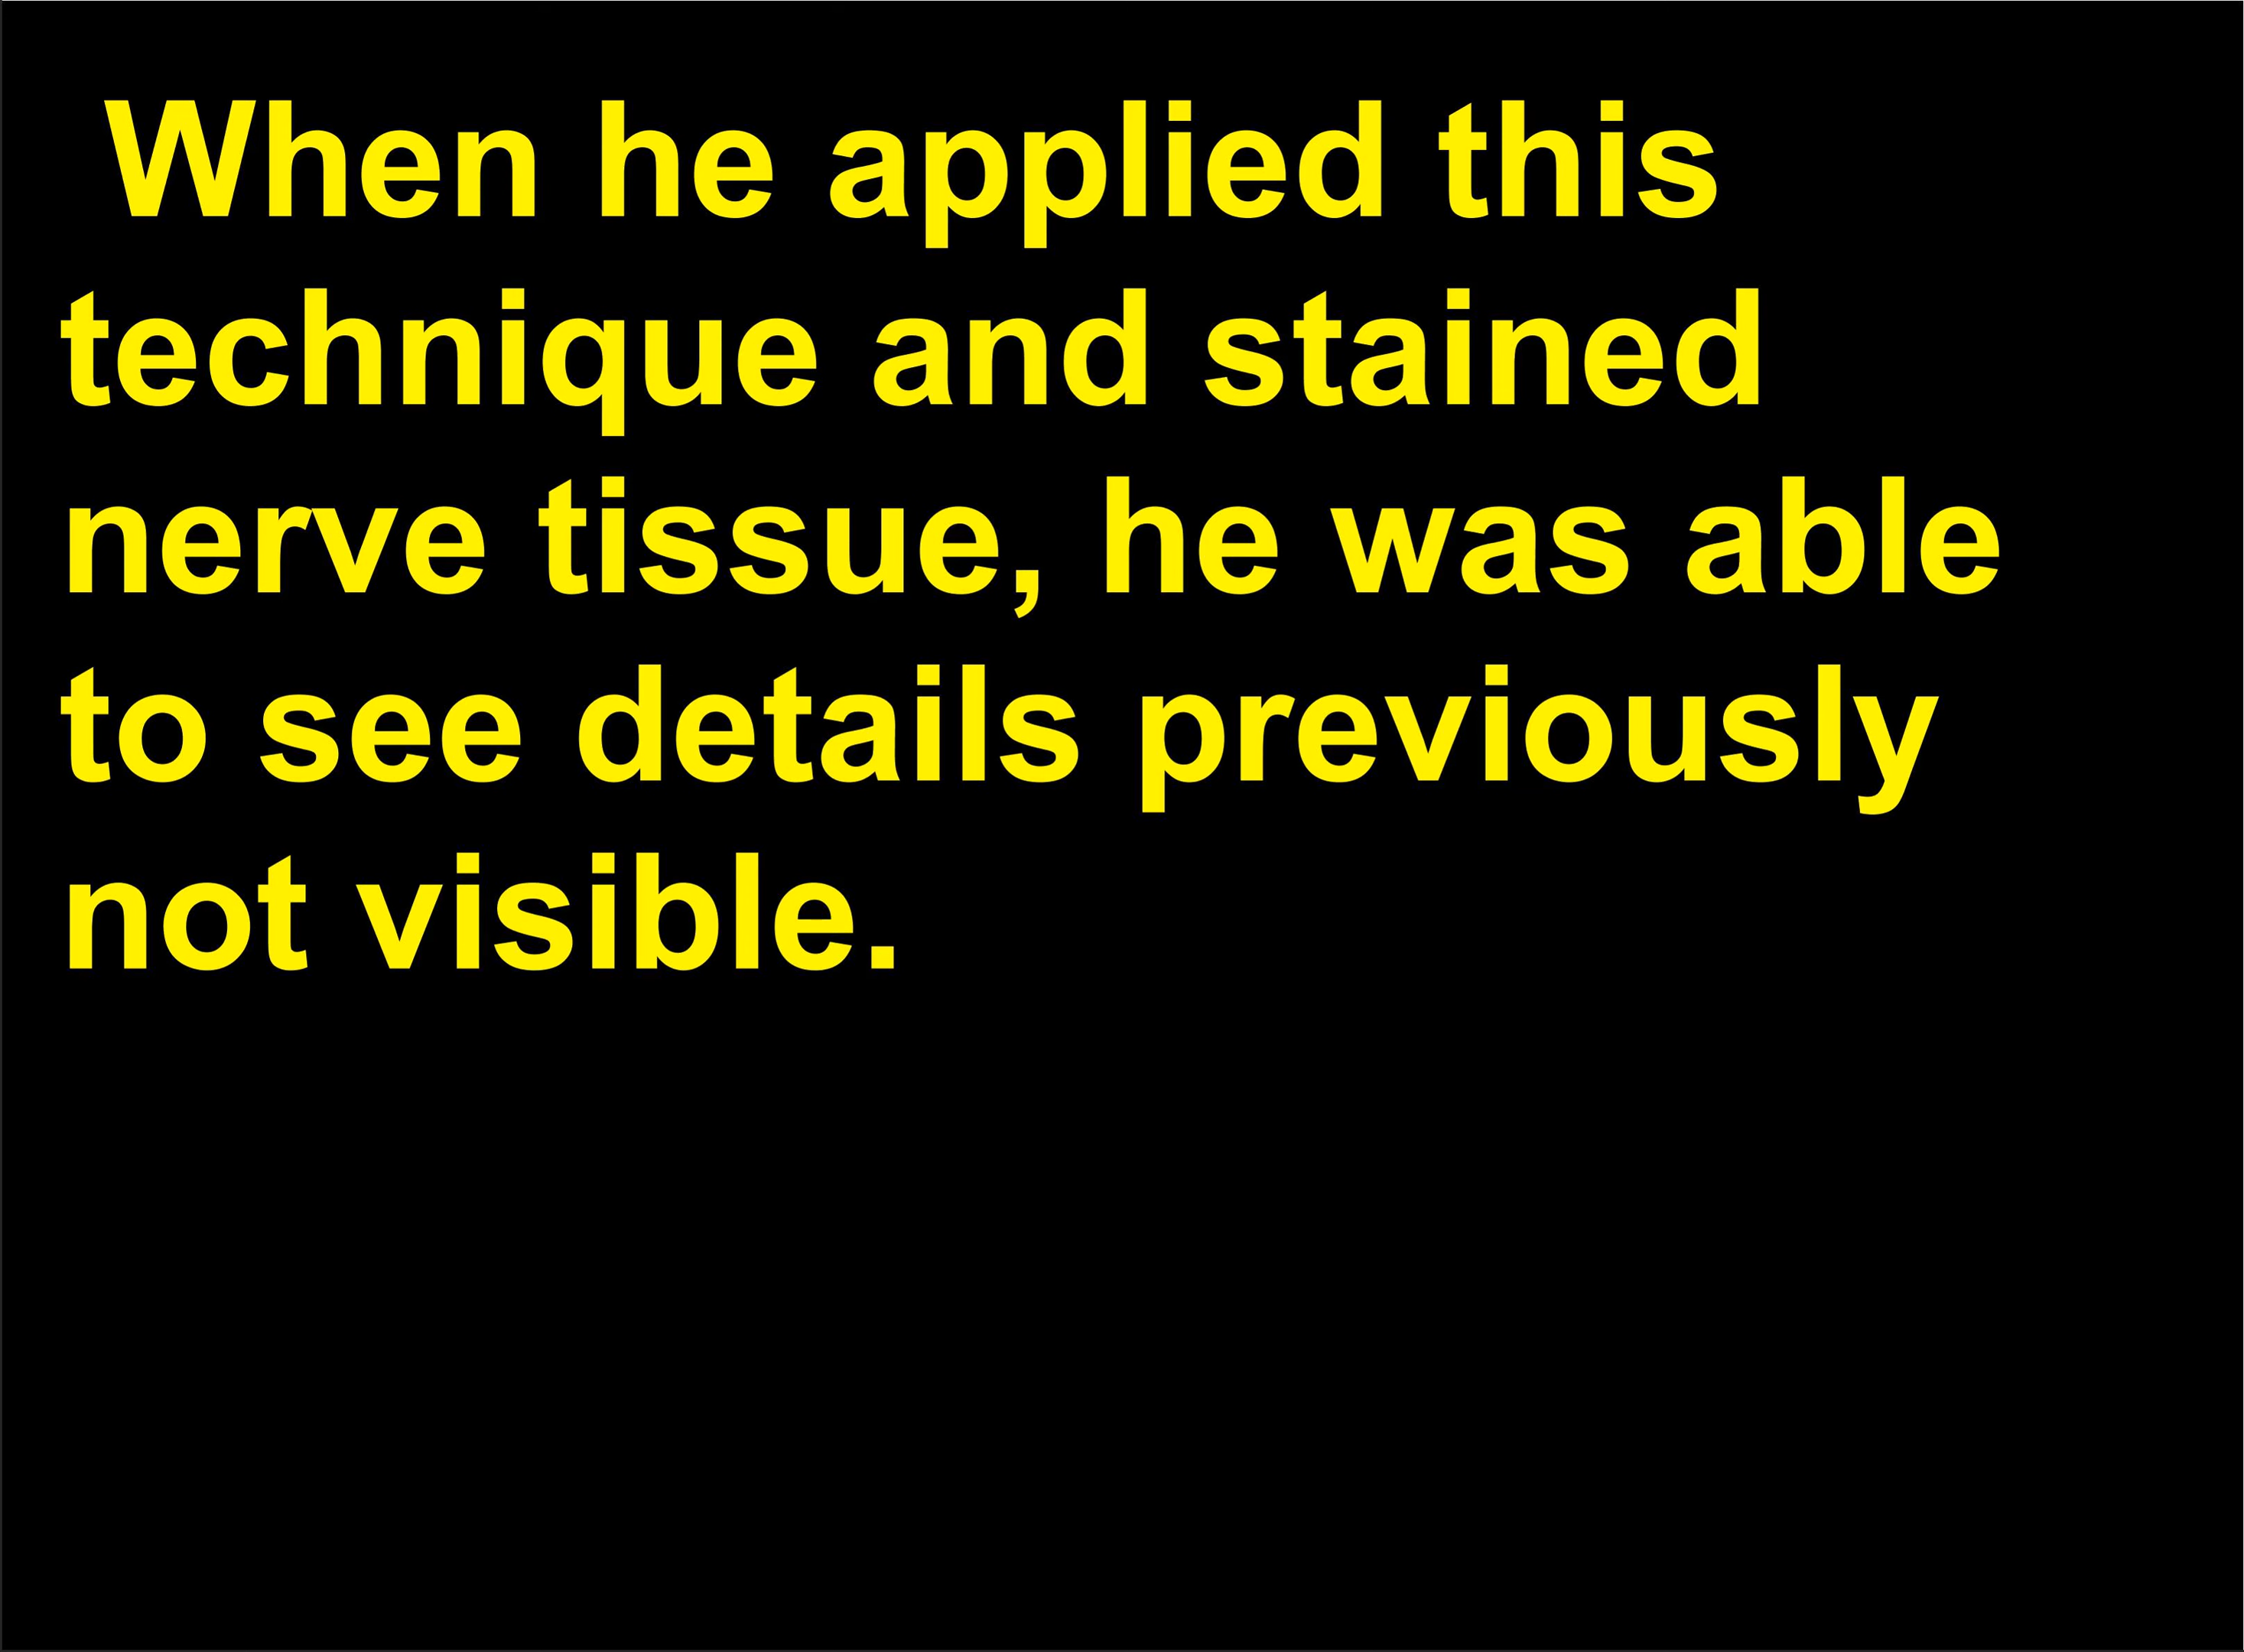 When he applied this
technique and stained
nerve tissue, he was able
to see details previously
not visible.